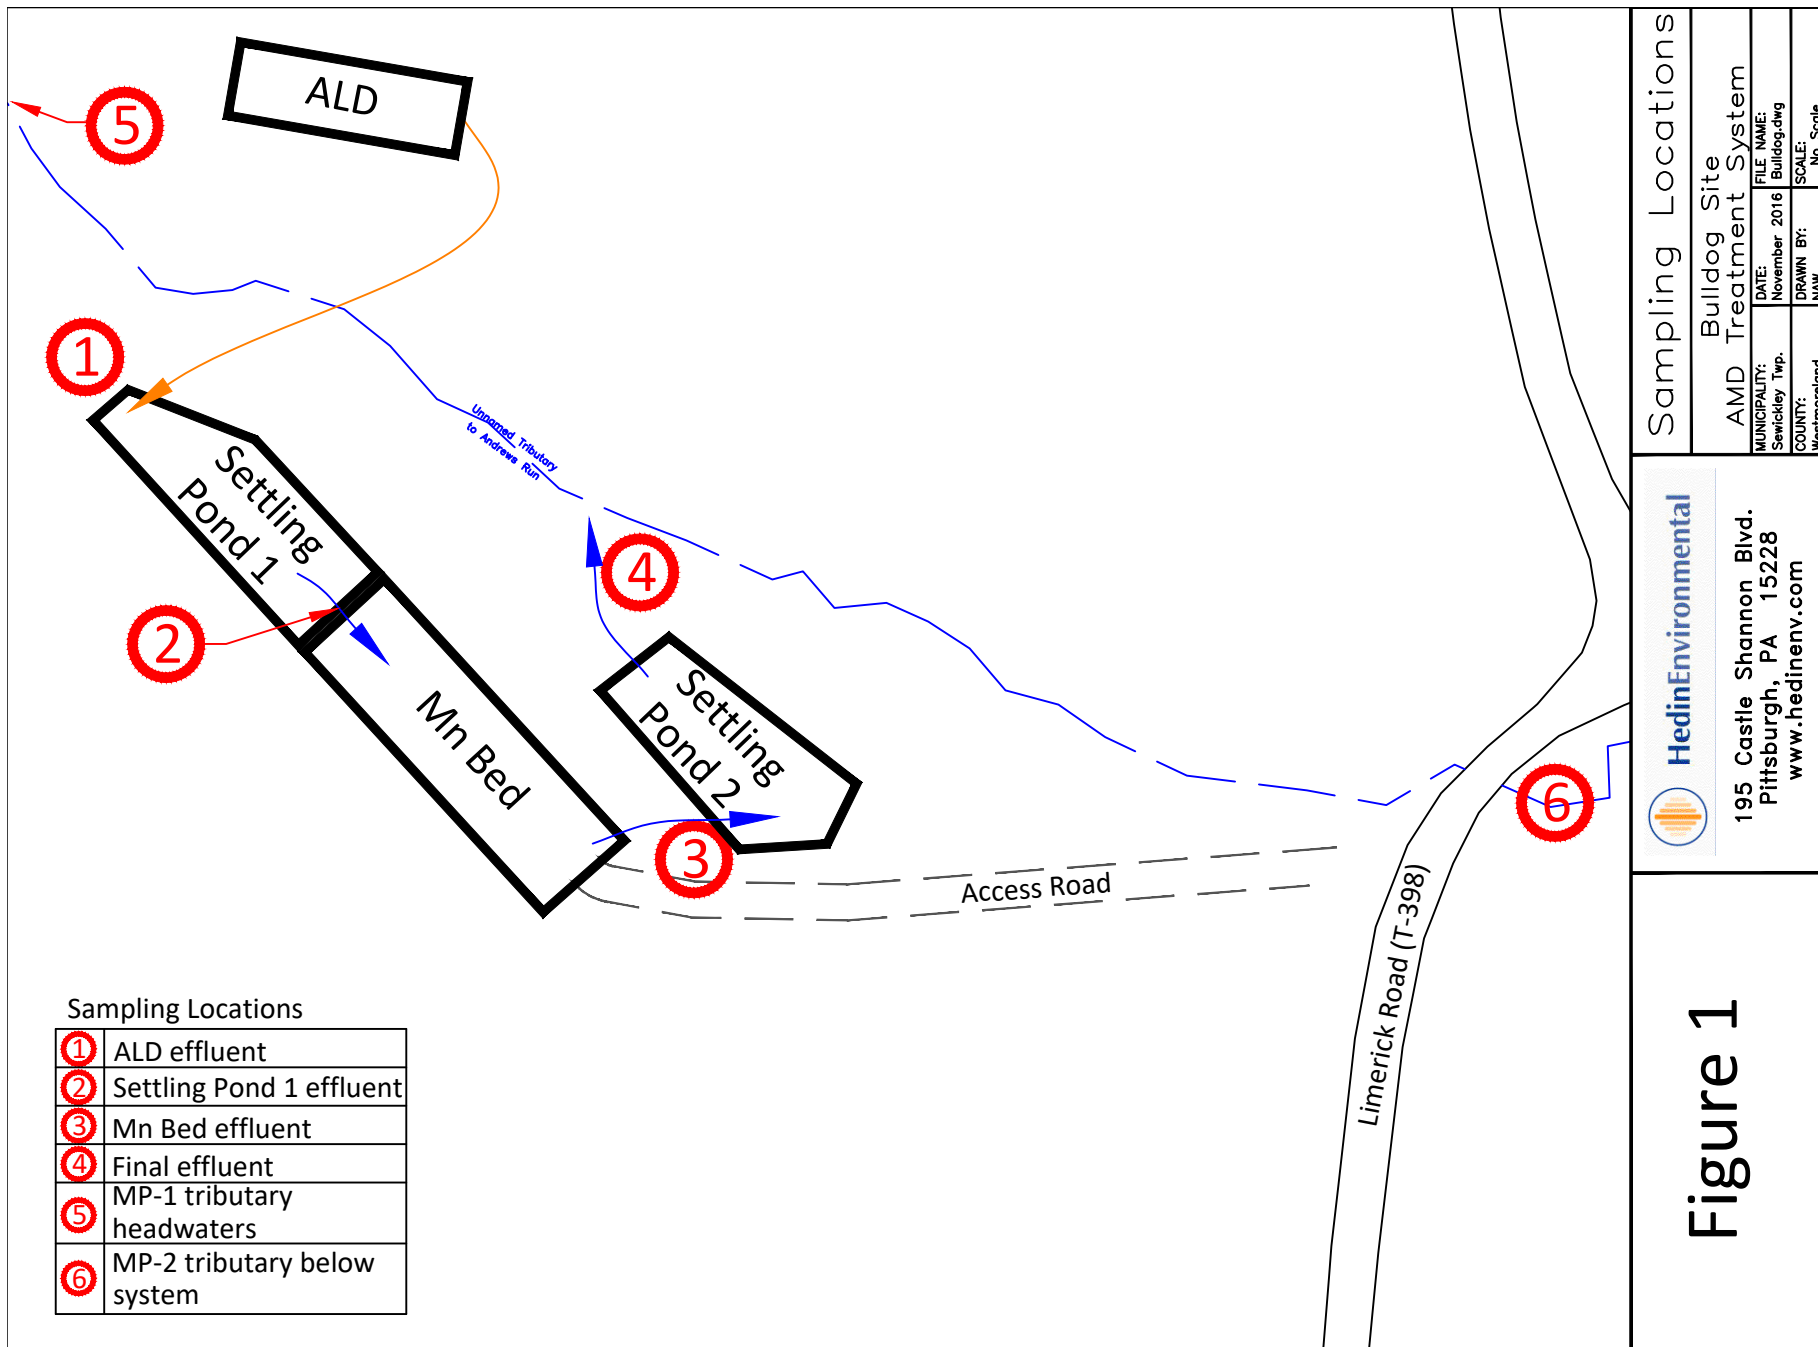 ALD
5
1
Settling
Pond 1
2
Mn Bed
Unnamed Tributary
to Andrews Run
4
Settling
Pond 2
3
6
Access Road
Limerick Road (T-398)
Sampling Locations
1 ALD effluent
2 Settling Pond 1 effluent
3 Mn Bed effluent
4 Final effluent
5 MP-1 tributary
headwaters
6 MP-2 tributary below
system
Sampling Locations
Bulldog Site
AMD Treatment System
MUNICIPALITY:
Sewickley Twp.
DATE:
November 2016
FILE NAME:
Bulldog.dwg
COUNTY:
Westmoreland
DRAWN BY:
NAW
SCALE:
No Scale
HedinEnvironmental
195 Castle Shannon Blvd.
Pittsburgh, PA 15228
www.hedinenv.com
Figure 1